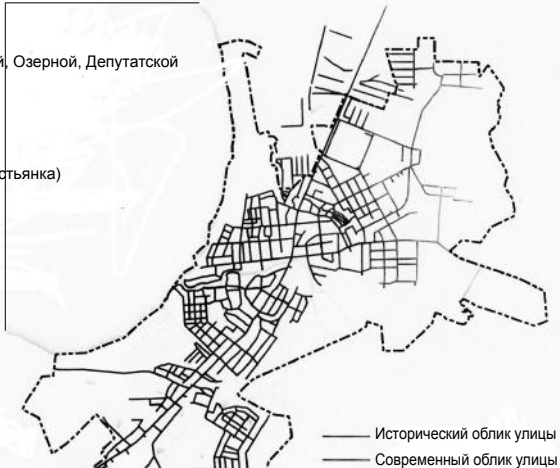 й, Озерной, Депутатской
стьянка)
Исторический облик улицы
Современный облик улицы